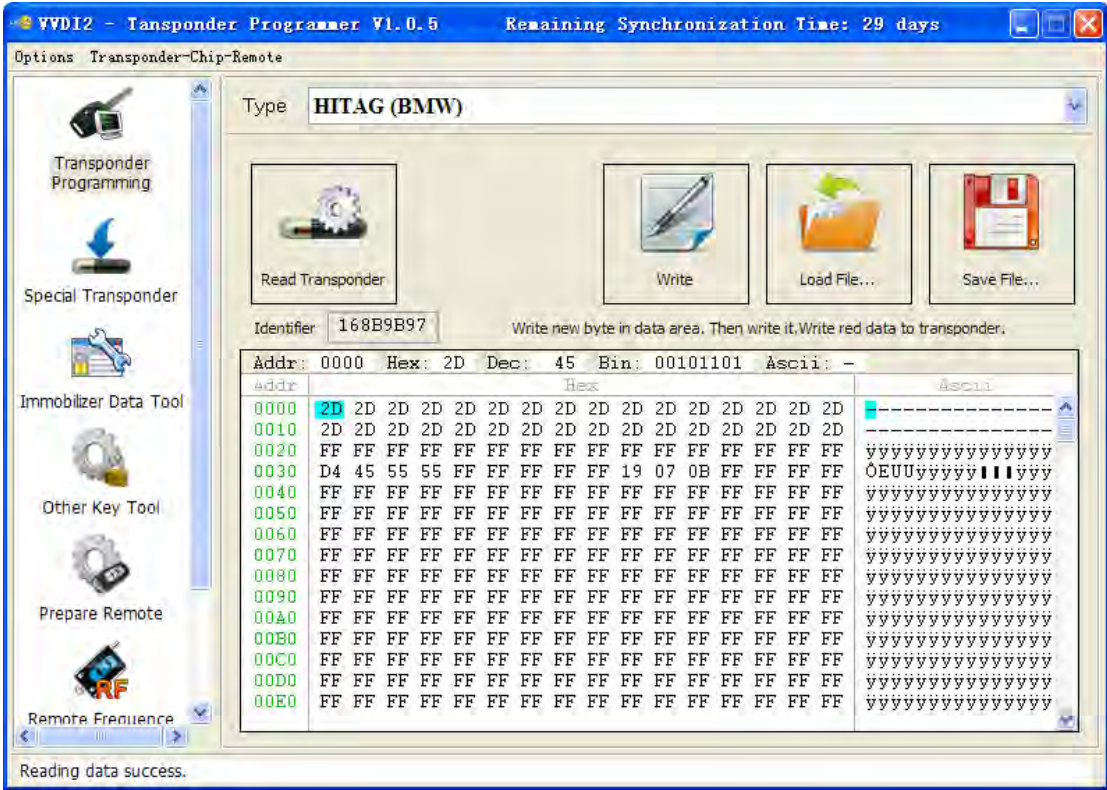 VVDI2 - Tansponder Programmer V1.0.5 Remaining Synchronization Time: 29 days
Options Transponder-Chip-Remote
Transponder
Programming
Special Transponder
Immobilizer Data Tool
Other Key Tool
Prepare Remote
RF
Remote Frequence
Type HITAG (BMW)
Read Transponder
Write
Load File...
Save File...
Identifier 168B9B97 Write new byte in data area. Then write it.Write red data to transponder.
Addr: 0000 Hex: 2D Dec: 45 Bin: 00101101 Ascii: -
Addr Hex Ascii
0000 2D 2D 2D 2D 2D 2D 2D 2D 2D 2D 2D 2D 2D 2D 2D 2D ----------------
0010 2D 2D 2D 2D 2D 2D 2D 2D 2D 2D 2D 2D 2D 2D 2D 2D ----------------
0020 FF FF FF FF FF FF FF FF FF FF FF FF FF FF FF FF ÿÿÿÿÿÿÿÿÿÿÿÿÿÿÿÿ
0030 D4 45 55 55 FF FF FF FF FF 19 07 0B FF FF FF FF ÔEUUÿÿÿÿÿ▮▮▮ÿÿÿ
0040 FF FF FF FF FF FF FF FF FF FF FF FF FF FF FF FF ÿÿÿÿÿÿÿÿÿÿÿÿÿÿÿÿ
0050 FF FF FF FF FF FF FF FF FF FF FF FF FF FF FF FF ÿÿÿÿÿÿÿÿÿÿÿÿÿÿÿÿ
0060 FF FF FF FF FF FF FF FF FF FF FF FF FF FF FF FF ÿÿÿÿÿÿÿÿÿÿÿÿÿÿÿÿ
0070 FF FF FF FF FF FF FF FF FF FF FF FF FF FF FF FF ÿÿÿÿÿÿÿÿÿÿÿÿÿÿÿÿ
0080 FF FF FF FF FF FF FF FF FF FF FF FF FF FF FF FF ÿÿÿÿÿÿÿÿÿÿÿÿÿÿÿÿ
0090 FF FF FF FF FF FF FF FF FF FF FF FF FF FF FF FF ÿÿÿÿÿÿÿÿÿÿÿÿÿÿÿÿ
00A0 FF FF FF FF FF FF FF FF FF FF FF FF FF FF FF FF ÿÿÿÿÿÿÿÿÿÿÿÿÿÿÿÿ
00B0 FF FF FF FF FF FF FF FF FF FF FF FF FF FF FF FF ÿÿÿÿÿÿÿÿÿÿÿÿÿÿÿÿ
00C0 FF FF FF FF FF FF FF FF FF FF FF FF FF FF FF FF ÿÿÿÿÿÿÿÿÿÿÿÿÿÿÿÿ
00D0 FF FF FF FF FF FF FF FF FF FF FF FF FF FF FF FF ÿÿÿÿÿÿÿÿÿÿÿÿÿÿÿÿ
00E0 FF FF FF FF FF FF FF FF FF FF FF FF FF FF FF FF ÿÿÿÿÿÿÿÿÿÿÿÿÿÿÿÿ
Reading data success.